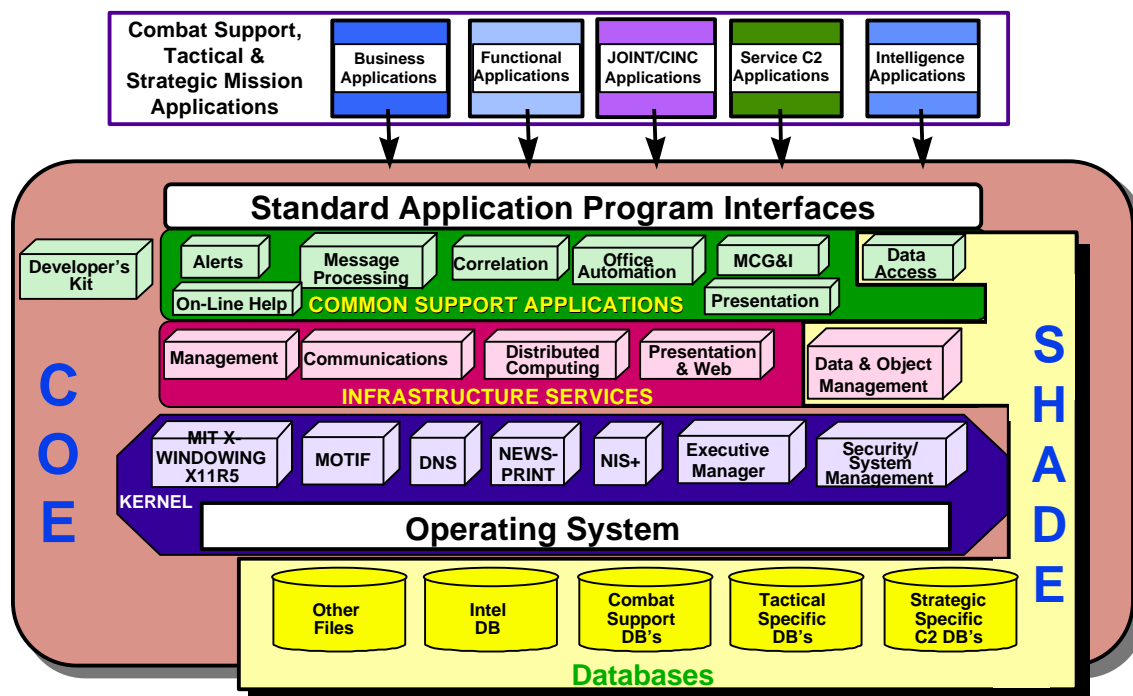 Combat Support,
Tactical &
Strategic Mission
Applications
Business
Applications
Functional
Applications
JOINT/CINC
Applications
Service C2
Applications
Intelligence
Applications
Standard Application Program Interfaces
Developer's
Kit
Alerts
Message
Processing
Correlation
Office
Automation
MCG&I
Data
Access
On-Line Help
COMMON SUPPORT APPLICATIONS
Presentation
Management
Communications
Distributed
Computing
Presentation
& Web
Data & Object
Management
INFRASTRUCTURE SERVICES
C
O
E
S
H
A
D
E
MIT X-
WINDOWING
X11R5
MOTIF
DNS
NEWS-
PRINT
NIS+
Executive
Manager
Security/
System
Management
KERNEL
Operating System
Other
Files
Intel
DB
Combat
Support
DB's
Tactical
Specific
DB's
Strategic
Specific
C2 DB's
Databases